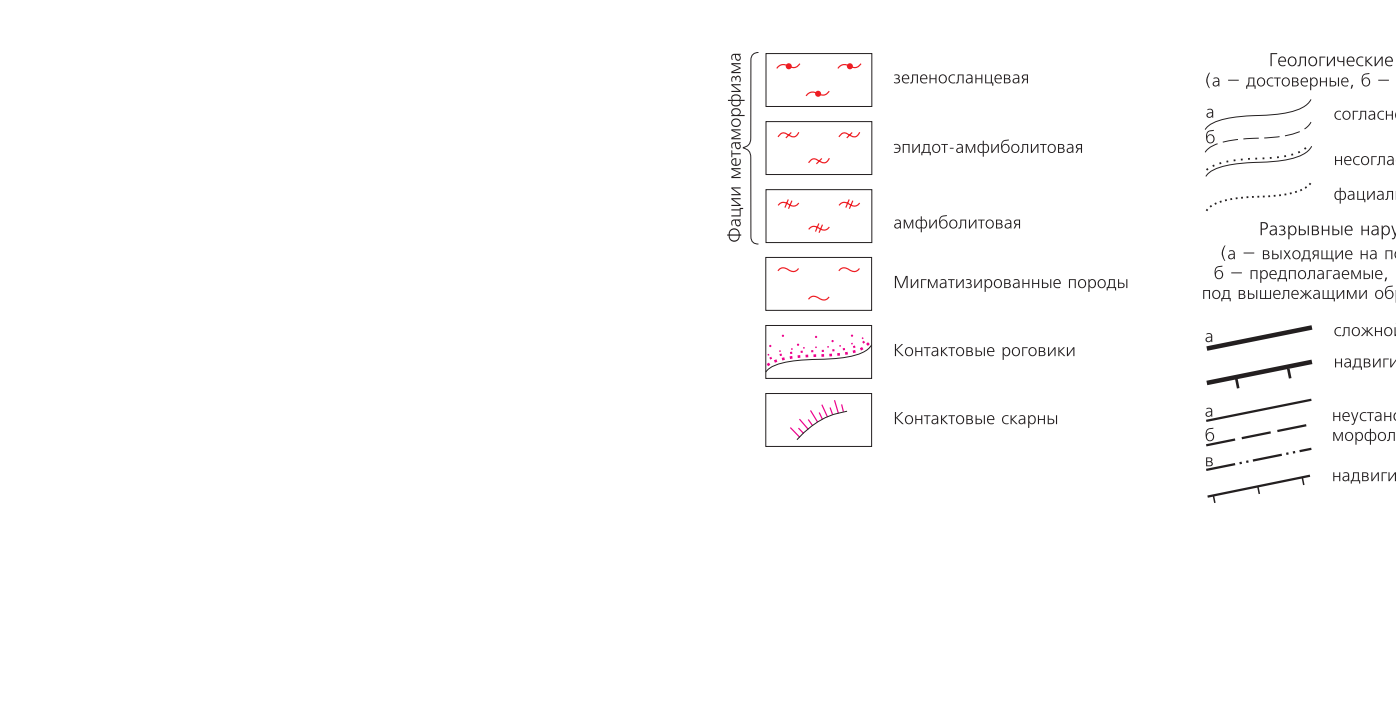 Фации метаморфизма
зеленосланцевая
эпидот-амфиболитовая
амфиболитовая
Мигматизированные породы
Контактовые роговики
Контактовые скарны
Геологические
(а – достоверные, б –
а
б
согласн
несогла
фациал
Разрывные нару
(а – выходящие на п
б – предполагаемые,
под вышележащими об
а
сложно
надвиги
а
б
в
неустан
морфол
надвиги